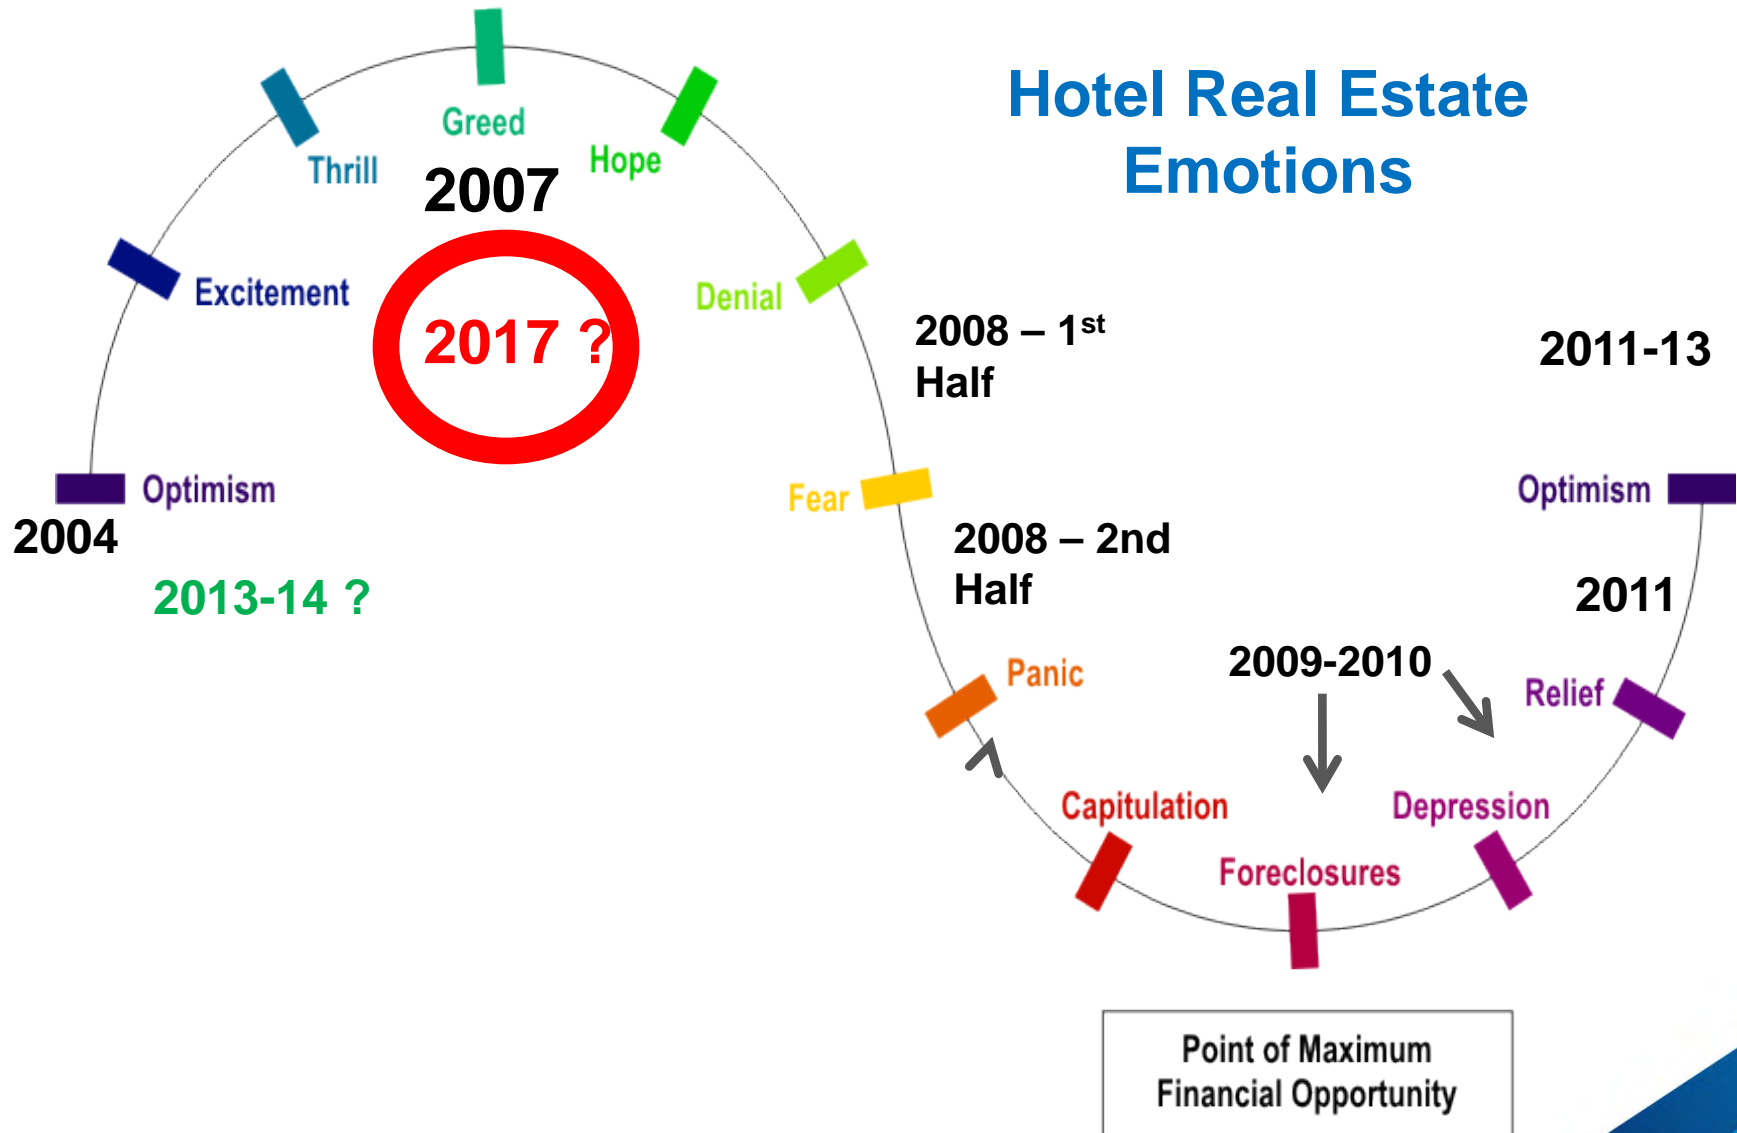 Hotel Real Estate
Emotions
Greed
Thrill
Hope
2007
Excitement
Denial
2017 ?
2008 – 1st
Half
2011-13
Optimism
2004
2013-14 ?
Fear
2008 – 2nd
Half
Optimism
2011
Panic
2009-2010
Relief
Capitulation
Depression
Foreclosures
Point of Maximum
Financial Opportunity